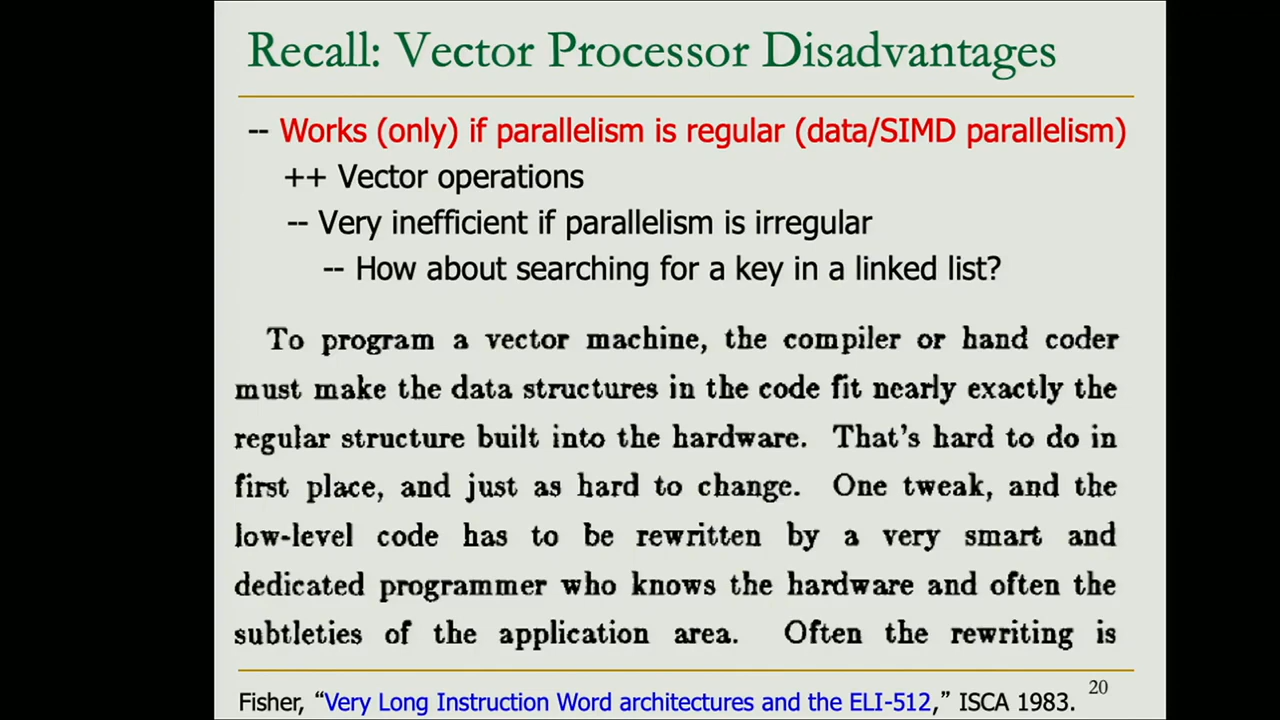 Recall: Vector Processor Disadvantages
-- Works (only) if parallelism is regular (data/SIMD parallelism)
++ Vector operations
-- Very inefficient if parallelism is irregular
-- How about searching for a key in a linked list?
To program a vector machine, the compiler or hand coder
must make the data structures in the code fit nearly exactly the
regular structure built into the hardware. That's hard to do in
first place, and just as hard to change. One tweak, and the
low-level code has to be rewritten by a very smart and
dedicated programmer who knows the hardware and often the
subtleties of the application area. Often the rewriting is
Fisher, “Very Long Instruction Word architectures and the ELI-512,” ISCA 1983.
20